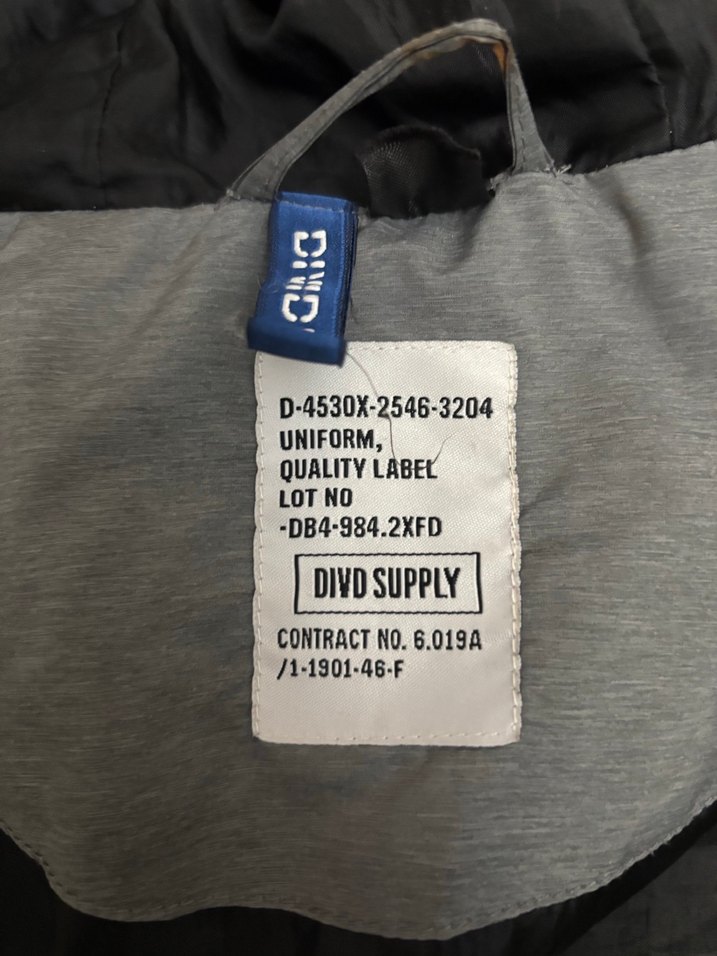 DIVD
D-4530X-2546-3204
UNIFORM,
QUALITY LABEL
LOT NO
-DB4-984.2XFD
DIVD SUPPLY
CONTRACT NO. 6.019A
/1-1901-46-F